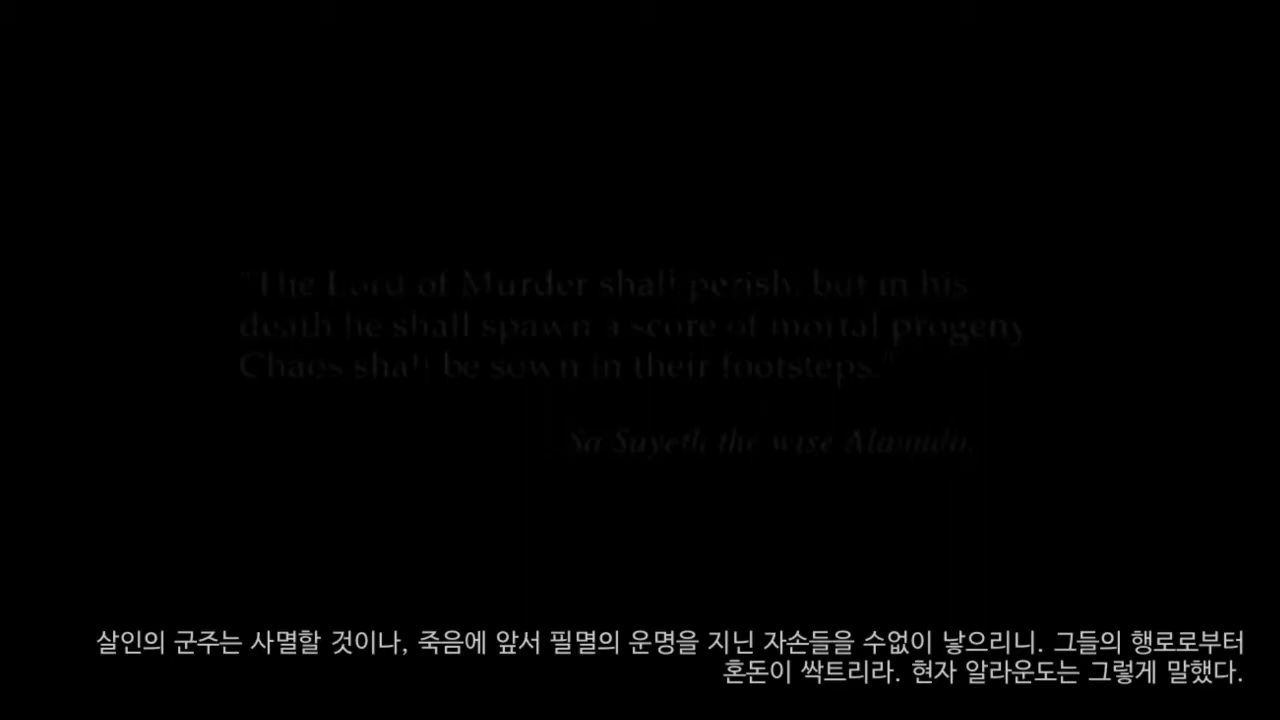 "The Lord of Murder shall perish, but in his
death he shall spawn a score of mortal progeny
Chaos shall be sown in their footsteps."
So Sayeth the wise Alaundo.
살인의 군주는 사멸할 것이나, 죽음에 앞서 필멸의 운명을 지닌 자손들을 수없이 낳으리니. 그들의 행로로부터
혼돈이 싹트리라. 현자 알라운도는 그렇게 말했다.